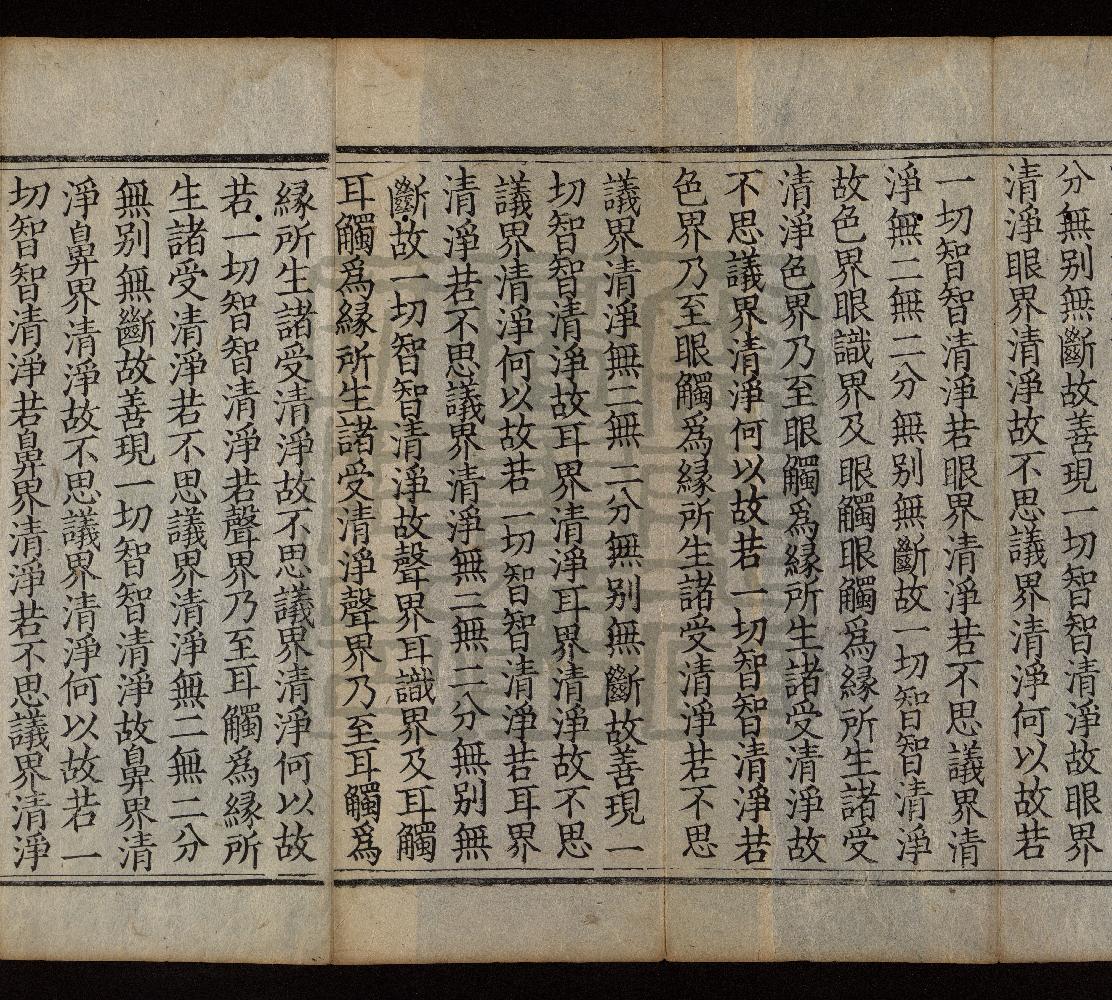 分無別無斷故善現一切智智清淨故眼界
清淨眼界清淨故不思議界清淨何以故若
一切智智清淨若眼界清淨若不思議界清
淨無二無二分無別無斷故一切智智清淨
故色界眼識界及眼觸眼觸爲緣所生諸受
清淨色界乃至眼觸爲緣所生諸受清淨故
不思議界清淨何以故若一切智智清淨若
色界乃至眼觸爲緣所生諸受清淨若不思
議界清淨無二無二分無別無斷故善現一
切智智清淨故耳界清淨耳界清淨故不思
議界清淨何以故若一切智智清淨若耳界
清淨若不思議界清淨無二無二分無別無
斷故一切智智清淨故聲界耳識界及耳觸
耳觸爲緣所生諸受清淨聲界乃至耳觸爲
緣所生諸受清淨故不思議界清淨何以故
若一切智智清淨若聲界乃至耳觸爲緣所
生諸受清淨若不思議界清淨無二無二分
無別無斷故善現一切智智清淨故鼻界清
淨鼻界清淨故不思議界清淨何以故若一
切智智清淨若鼻界清淨若不思議界清淨